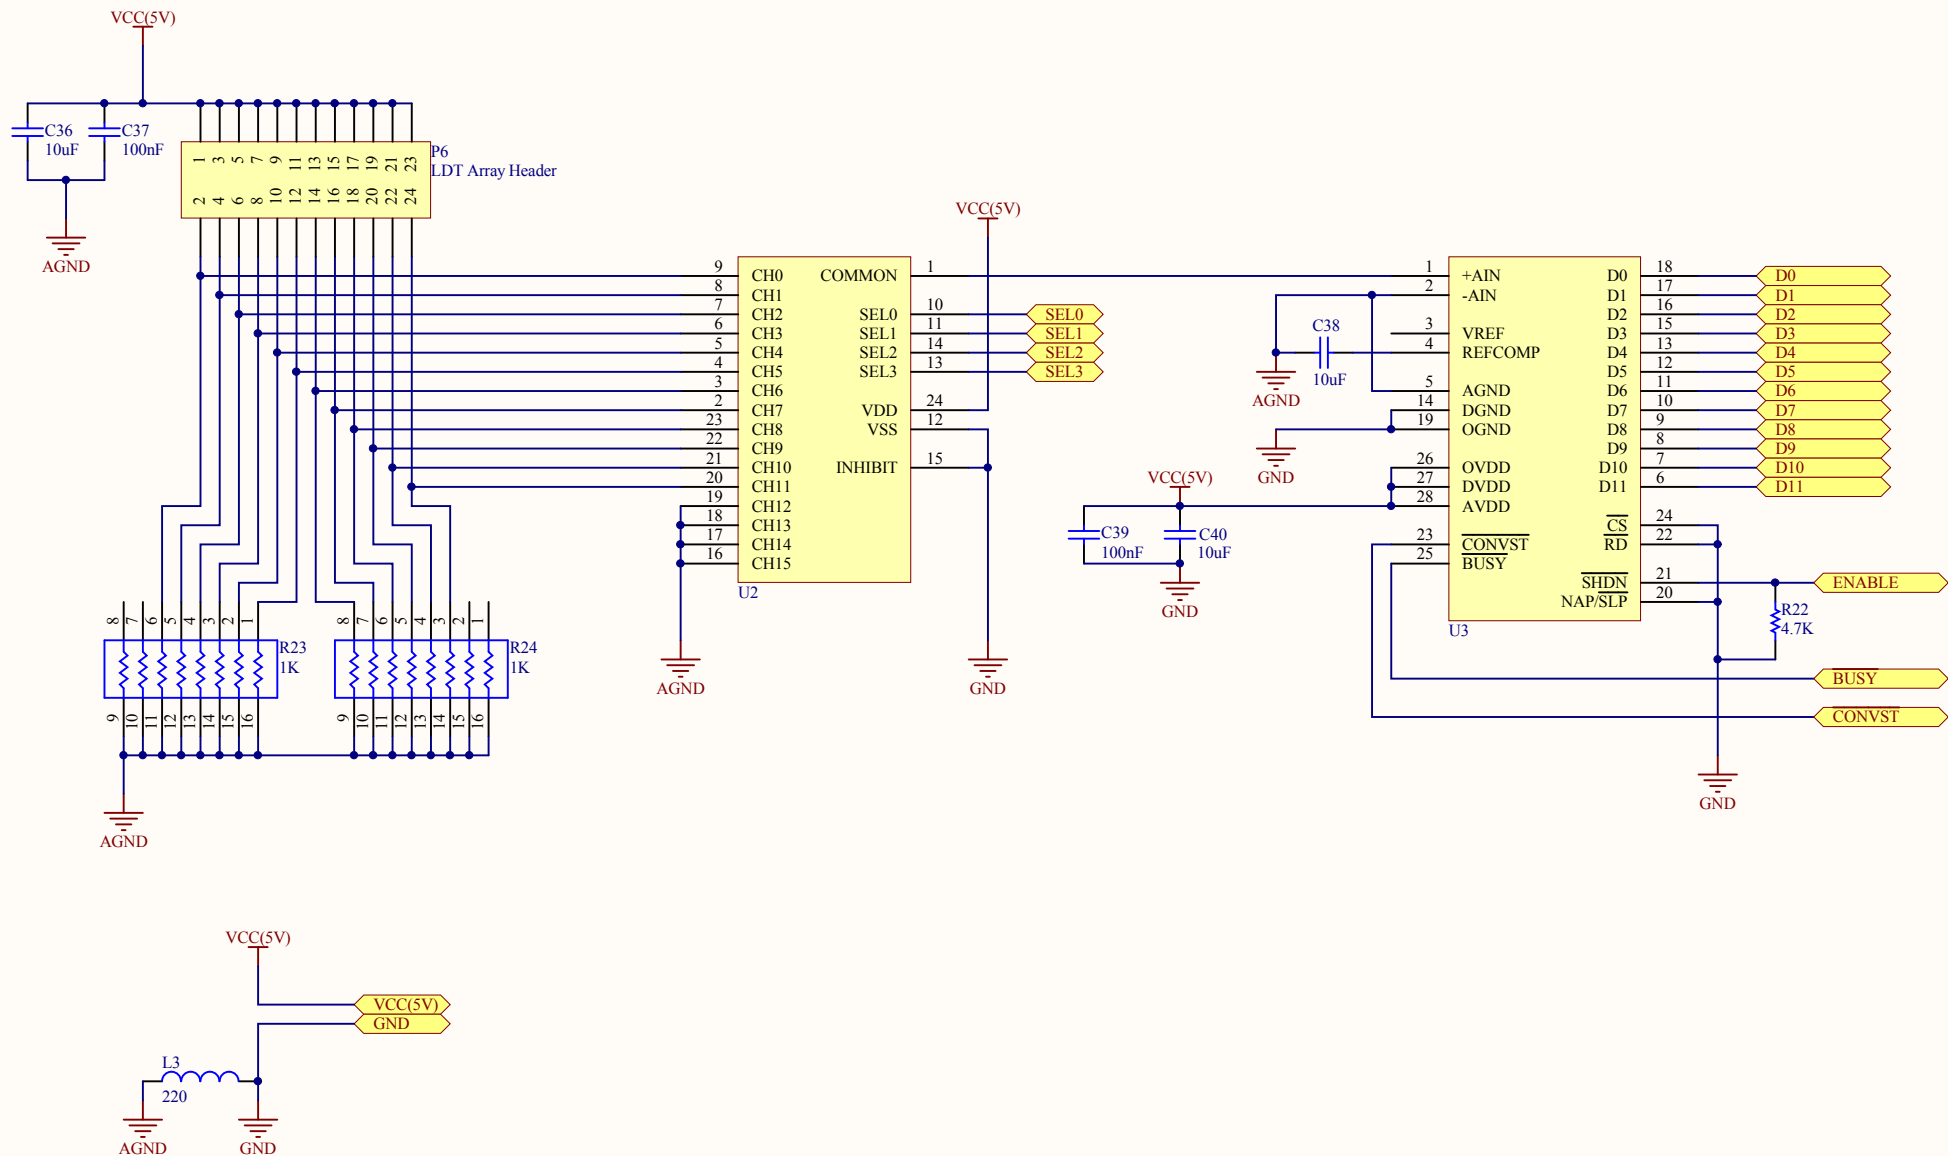 VCC(5V)
C36
10uF
C37
100nF
AGND
1 3 5 7 9 11 13 15 17 19 21 23
2 4 6 8 10 12 14 16 18 20 22 24
P6
LDT Array Header
VCC(5V)
9 CH0 COMMON 1
8 CH1
7 CH2 SEL0 10 SEL0
6 CH3 SEL1 11 SEL1
5 CH4 SEL2 14 SEL2
4 CH5 SEL3 13 SEL3
3 CH6
2 CH7 VDD 24
23 CH8 VSS 12
22 CH9
21 CH10 INHIBIT 15
20 CH11
19 CH12
18 CH13
17 CH14
16 CH15
U2
AGND
GND
8 7 6 5 4 3 2 1
R23
1K
9 10 11 12 13 14 15 16
8 7 6 5 4 3 2 1
R24
1K
9 10 11 12 13 14 15 16
AGND
1 +AIN D0 18 D0
2 -AIN D1 17 D1
D2 16 D2
3 VREF D3 15 D3
4 REFCOMP D4 13 D4
D5 12 D5
5 AGND D6 11 D6
14 DGND D7 10 D7
19 OGND D8 9 D8
D9 8 D9
26 OVDD D10 7 D10
27 DVDD D11 6 D11
28 AVDD
CS 24
23 CONVST RD 22
25 BUSY
SHDN 21 ENABLE
NAP/SLP 20
U3
C38
10uF
AGND
GND
VCC(5V)
C39
100nF
C40
10uF
GND
R22
4.7K
BUSY
CONVST
GND
VCC(5V)
VCC(5V)
GND
L3
220
AGND
GND